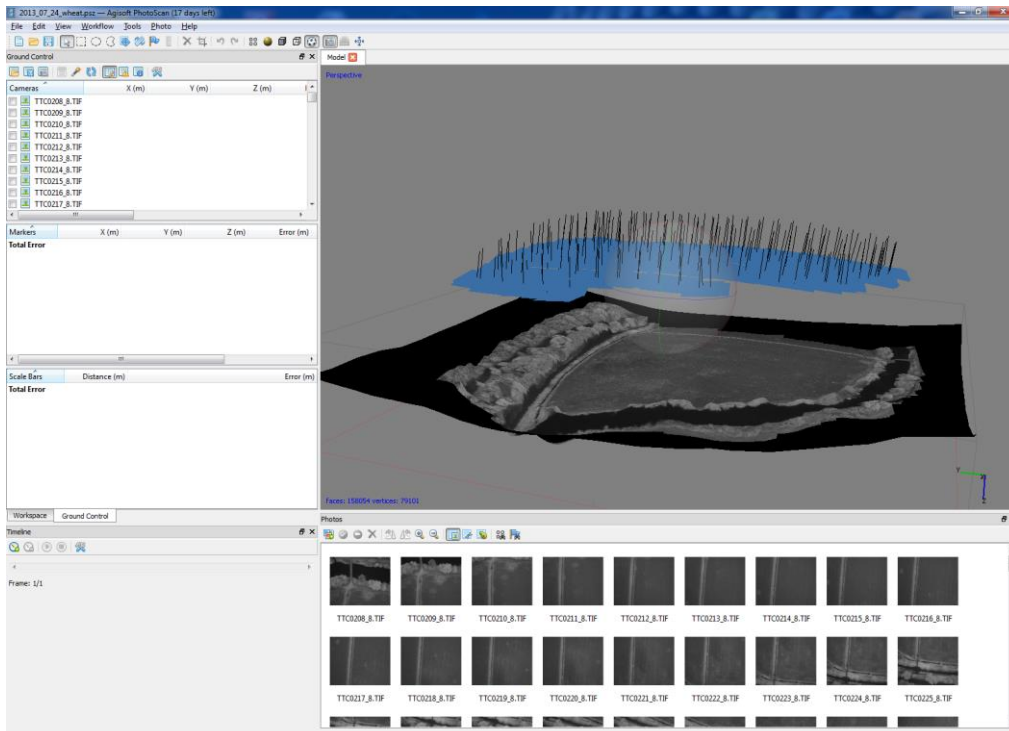 2013_07_24_wheat.psz — Agisoft PhotoScan (17 days left)
File Edit View Workflow Tools Photo Help
Ground Control
Cameras X (m) Y (m) Z (m)
TTC0208_8.TIF
TTC0209_8.TIF
TTC0210_8.TIF
TTC0211_8.TIF
TTC0212_8.TIF
TTC0213_8.TIF
TTC0214_8.TIF
TTC0215_8.TIF
TTC0216_8.TIF
TTC0217_8.TIF
Markers X (m) Y (m) Z (m) Error (m)
Total Error
Scale Bars Distance (m) Error (m)
Total Error
Workspace Ground Control
Timeline
Frame: 1/1
Model
Perspective
Y
Z
Faces: 158054 vertices: 79101
Photos
TTC0208_8.TIF TTC0209_8.TIF TTC0210_8.TIF TTC0211_8.TIF TTC0212_8.TIF TTC0213_8.TIF TTC0214_8.TIF TTC0215_8.TIF TTC0216_8.TIF
TTC0217_8.TIF TTC0218_8.TIF TTC0219_8.TIF TTC0220_8.TIF TTC0221_8.TIF TTC0222_8.TIF TTC0223_8.TIF TTC0224_8.TIF TTC0225_8.TIF